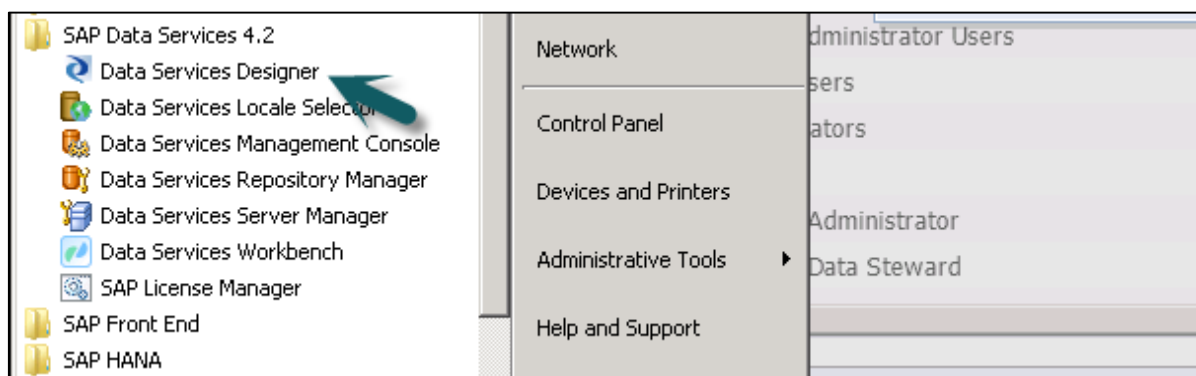 SAP Data Services 4.2
Data Services Designer
Data Services Locale Selector
Data Services Management Console
Data Services Repository Manager
Data Services Server Manager
Data Services Workbench
SAP License Manager
SAP Front End
SAP HANA
Network
Control Panel
Devices and Printers
Administrative Tools
Help and Support
dministrator Users
sers
ators
Administrator
Data Steward